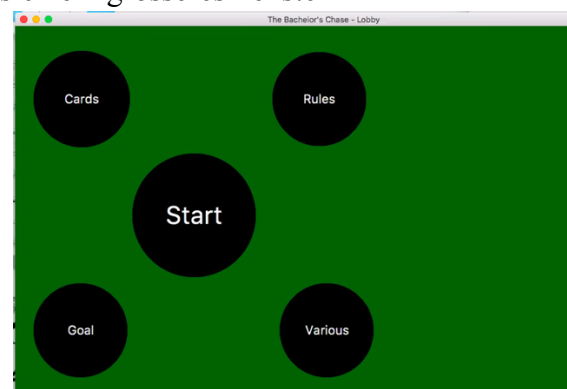 The Bachelor's Chase - Lobby
Cards
Rules
Start
Goal
Various